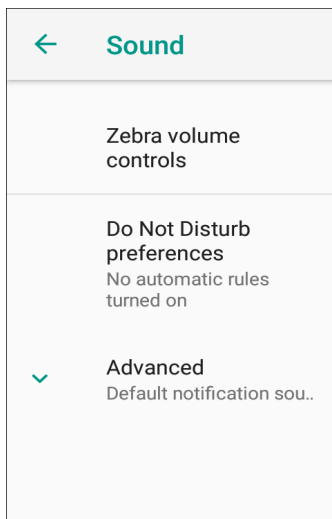 Sound
Zebra volume
controls
Do Not Disturb
preferences
No automatic rules
turned on
Advanced
Default notification sou..